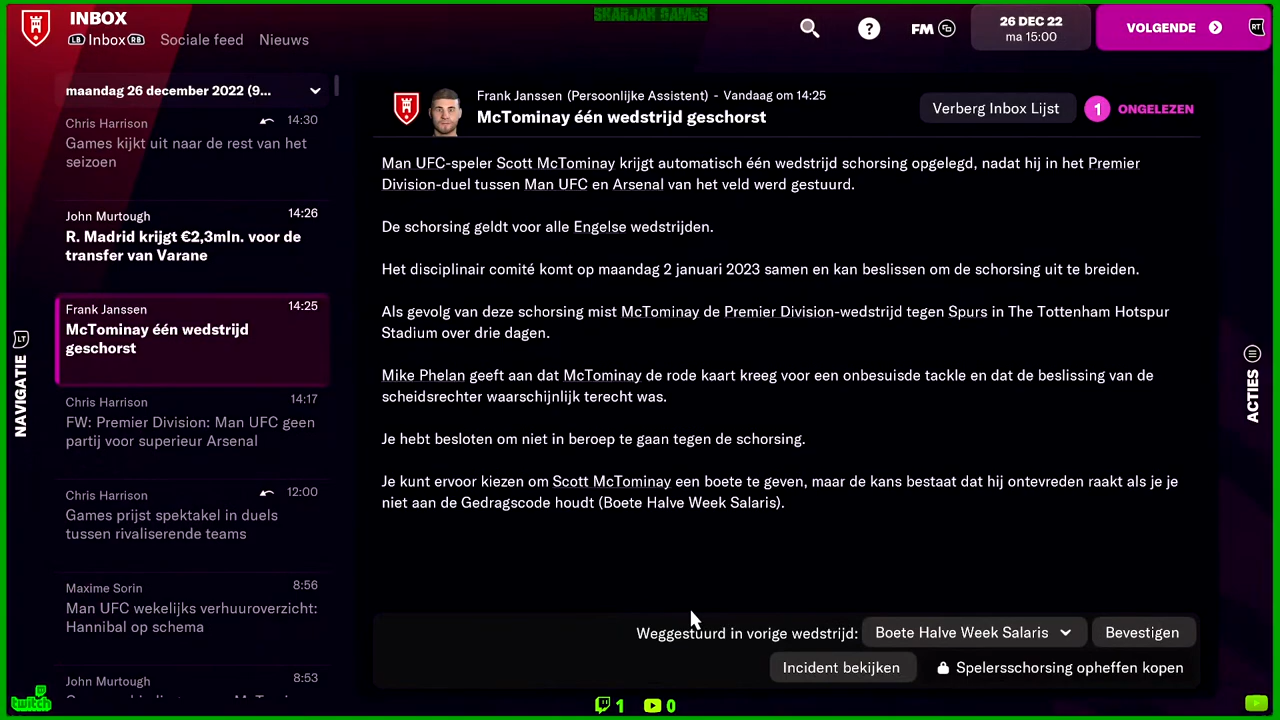 INBOX
SHARJAH GAMES
LB Inbox RB
Sociale feed
Nieuws
?
FM
26 DEC 22
ma 15:00
VOLGENDE
RT
maandag 26 december 2022 (9...
Chris Harrison
14:30
Games kijkt uit naar de rest van het
seizoen
John Murtough
14:26
R. Madrid krijgt €2,3mln. voor de
transfer van Varane
Frank Janssen
14:25
McTominay één wedstrijd
geschorst
Chris Harrison
14:17
FW: Premier Division: Man UFC geen
partij voor superieur Arsenal
Chris Harrison
12:00
Games prijst spektakel in duels
tussen rivaliserende teams
Maxime Sorin
8:56
Man UFC wekelijks verhuuroverzicht:
Hannibal op schema
John Murtough
8:53
LT
NAVIGATIE
Frank Janssen (Persoonlijke Assistent) - Vandaag om 14:25
McTominay één wedstrijd geschorst
Verberg Inbox Lijst
1 ONGELEZEN
Man UFC-speler Scott McTominay krijgt automatisch één wedstrijd schorsing opgelegd, nadat hij in het Premier
Division-duel tussen Man UFC en Arsenal van het veld werd gestuurd.
De schorsing geldt voor alle Engelse wedstrijden.
Het disciplinair comité komt op maandag 2 januari 2023 samen en kan beslissen om de schorsing uit te breiden.
Als gevolg van deze schorsing mist McTominay de Premier Division-wedstrijd tegen Spurs in The Tottenham Hotspur
Stadium over drie dagen.
Mike Phelan geeft aan dat McTominay de rode kaart kreeg voor een onbesuisde tackle en dat de beslissing van de
scheidsrechter waarschijnlijk terecht was.
Je hebt besloten om niet in beroep te gaan tegen de schorsing.
Je kunt ervoor kiezen om Scott McTominay een boete te geven, maar de kans bestaat dat hij ontevreden raakt als je je
niet aan de Gedragscode houdt (Boete Halve Week Salaris).
Weggestuurd in vorige wedstrijd:
Boete Halve Week Salaris
Bevestigen
Incident bekijken
Spelersschorsing opheffen kopen
ACTIES
twitch
1
0